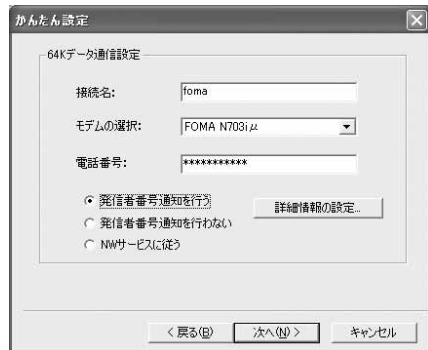 かんたん設定
64Kデータ通信設定
接続名: foma
モデムの選択: FOMA N703iμ
電話番号: ***********
発信者番号通知を行う
詳細情報の設定...
発信者番号通知を行わない
NWサービスに従う
< 戻る(B) 次へ(N) > キャンセル